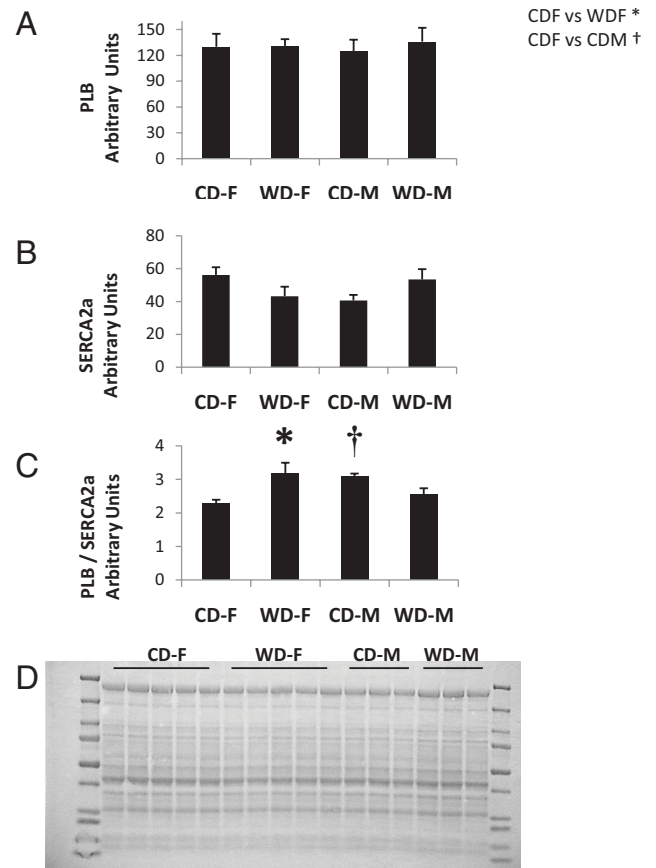 A
CDF vs WDF *
CDF vs CDM †
PLB
Arbitrary Units
150
120
90
60
30
0
CD-F WD-F CD-M WD-M
B
SERCA2a
Arbitrary Units
80
60
40
20
0
CD-F WD-F CD-M WD-M
C
PLB / SERCA2a
Arbitrary Units
* †
4
3
2
1
0
CD-F WD-F CD-M WD-M
D
CD-F WD-F CD-M WD-M